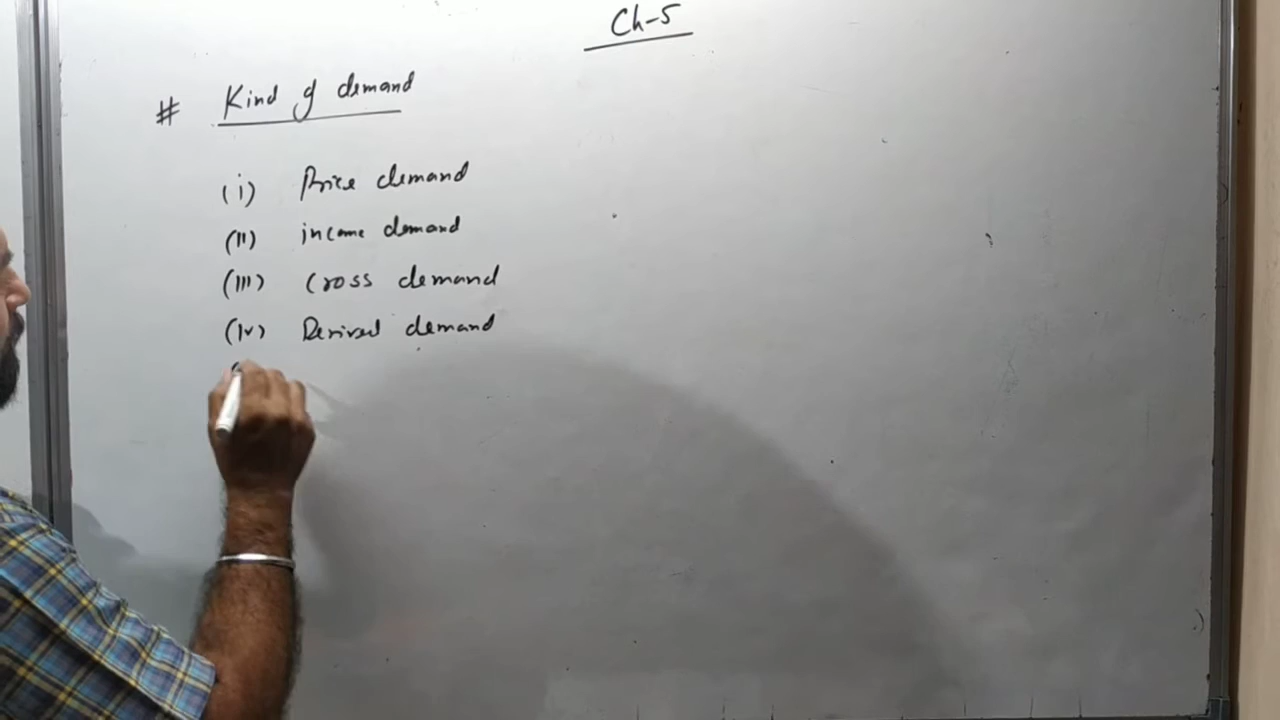 Ch-5
# Kind of demand
(i) Price demand
(II) income demand
(III) Cross demand
(IV) Derived demand